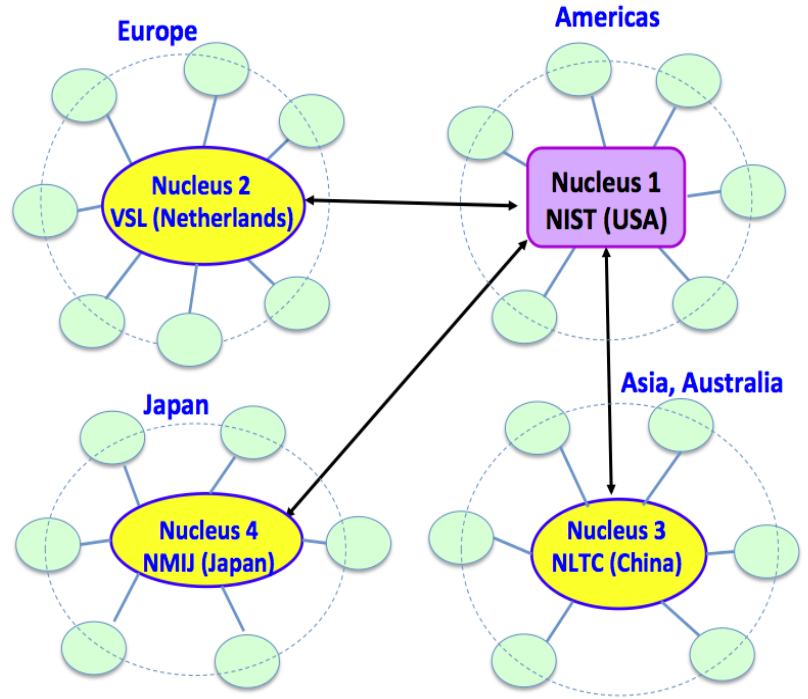 Europe
Americas
Nucleus 2
VSL (Netherlands)
Nucleus 1
NIST (USA)
Japan
Asia, Australia
Nucleus 4
NMIJ (Japan)
Nucleus 3
NLTC (China)